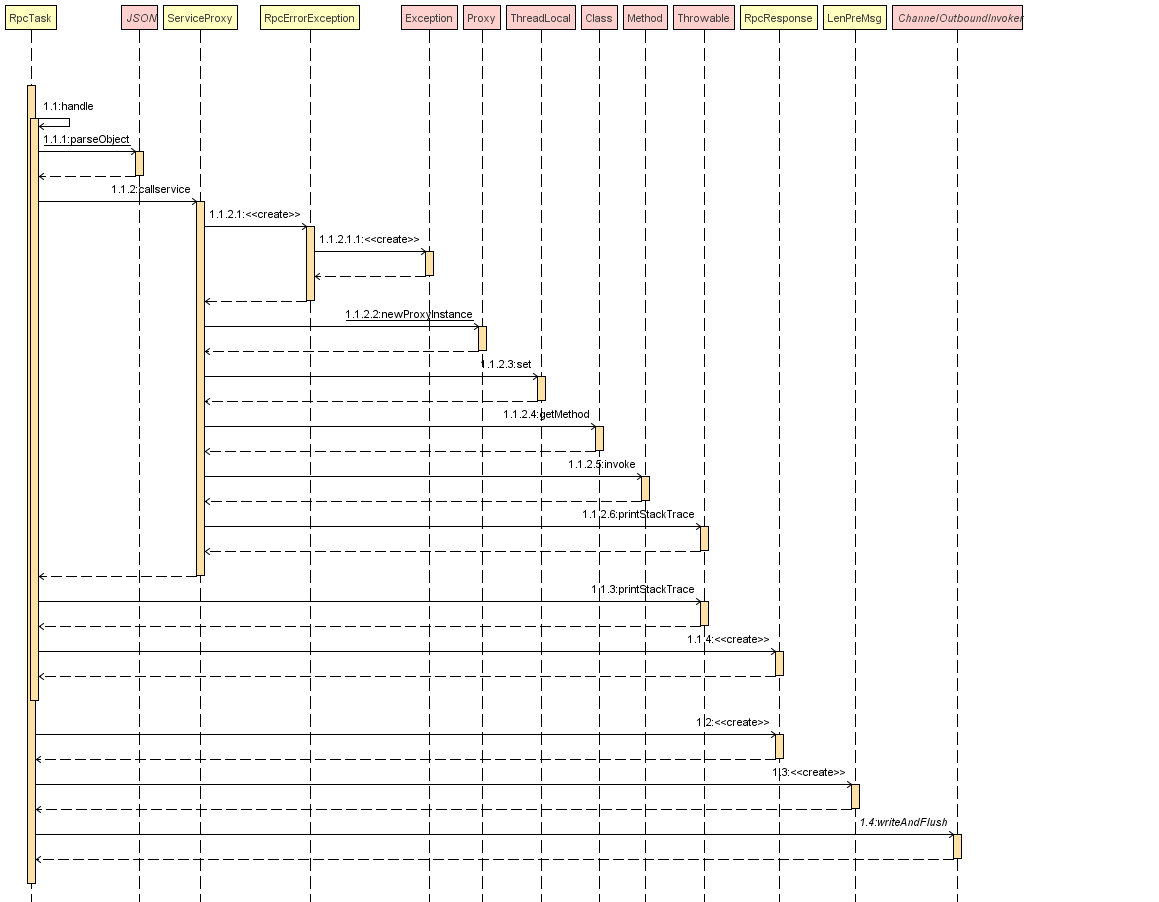 RpcTask
JSON
ServiceProxy
RpcErrorException
Exception
Proxy
ThreadLocal
Class
Method
Throwable
RpcResponse
LenPreMsg
ChannelOutboundInvoker
1.1:handle
1.1.1:parseObject
1.1.2:callservice
1.1.2.1:<<create>>
1.1.2.1.1:<<create>>
1.1.2.2:newProxyInstance
1.1.2.3:set
1.1.2.4:getMethod
1.1.2.5:invoke
1.1.2.6:printStackTrace
1.1.3:printStackTrace
1.1.4:<<create>>
1.2:<<create>>
1.3:<<create>>
1.4:writeAndFlush